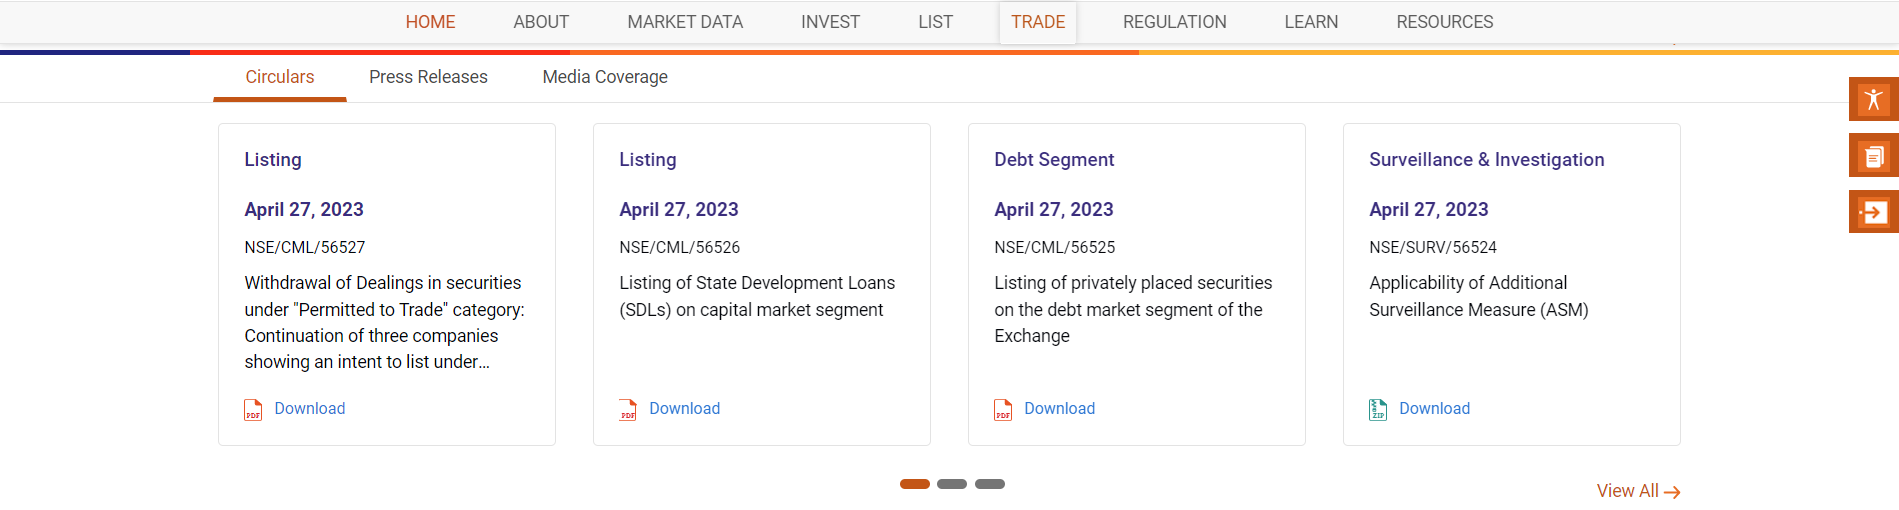 HOME ABOUT MARKET DATA INVEST LIST TRADE REGULATION LEARN RESOURCES
Circulars Press Releases Media Coverage
Listing
April 27, 2023
NSE/CML/56527
Withdrawal of Dealings in securities
under "Permitted to Trade" category:
Continuation of three companies
showing an intent to list under...
PDF Download
Listing
April 27, 2023
NSE/CML/56526
Listing of State Development Loans
(SDLs) on capital market segment
PDF Download
Debt Segment
April 27, 2023
NSE/CML/56525
Listing of privately placed securities
on the debt market segment of the
Exchange
PDF Download
Surveillance & Investigation
April 27, 2023
NSE/SURV/56524
Applicability of Additional
Surveillance Measure (ASM)
ZIP Download
View All